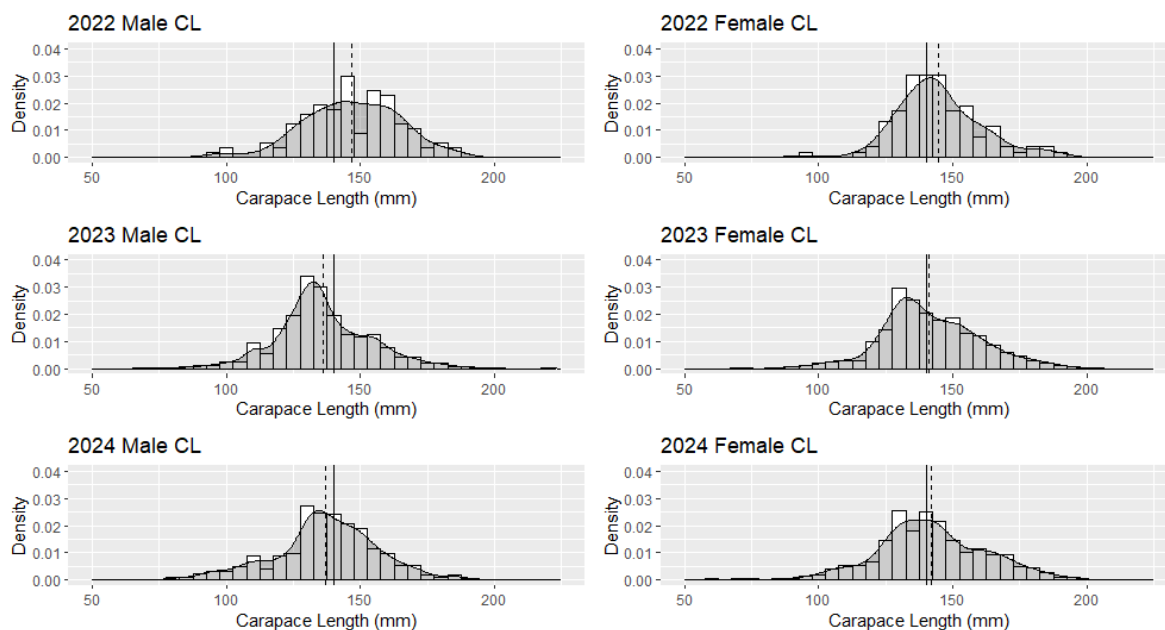 2022 Male CL
0.04
0.03
0.02
0.01
0.00
Density
50 100 150 200
Carapace Length (mm)
2022 Female CL
0.04
0.03
0.02
0.01
0.00
Density
50 100 150 200
Carapace Length (mm)
2023 Male CL
0.04
0.03
0.02
0.01
0.00
Density
50 100 150 200
Carapace Length (mm)
2023 Female CL
0.04
0.03
0.02
0.01
0.00
Density
50 100 150 200
Carapace Length (mm)
2024 Male CL
0.04
0.03
0.02
0.01
0.00
Density
50 100 150 200
Carapace Length (mm)
2024 Female CL
0.04
0.03
0.02
0.01
0.00
Density
50 100 150 200
Carapace Length (mm)